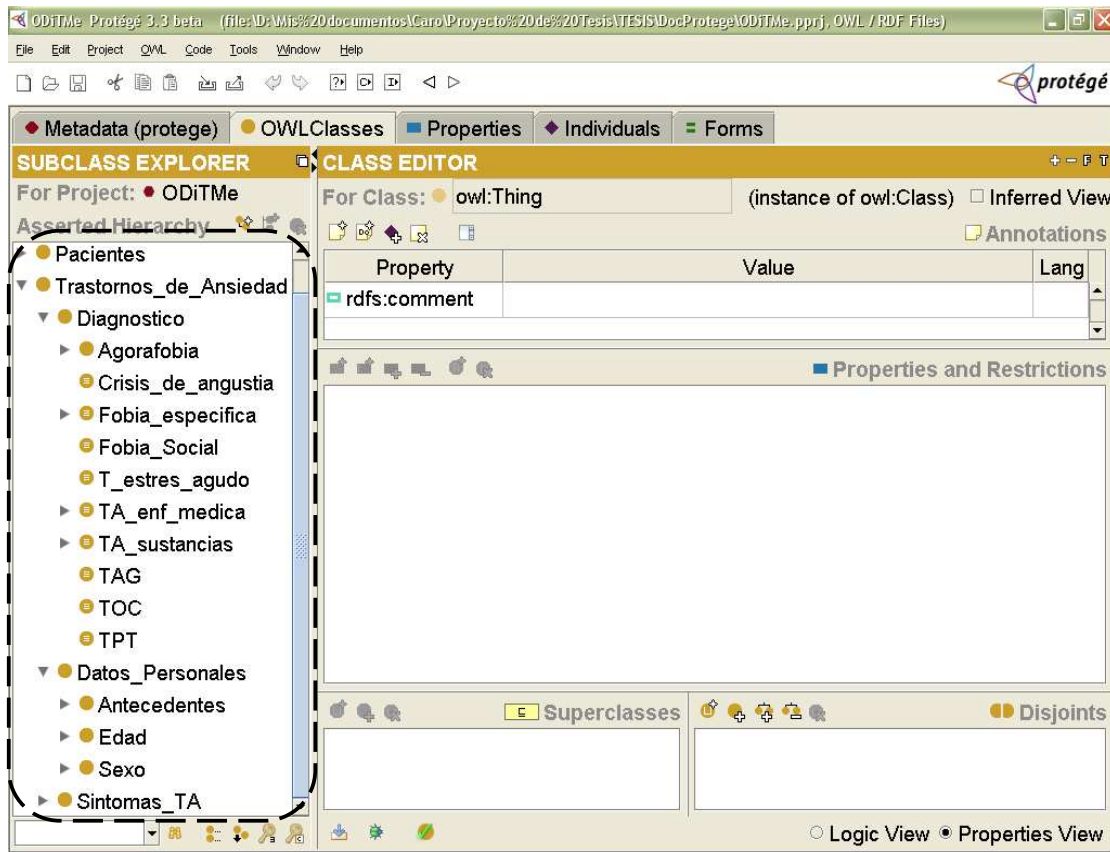 ODiTMe Protégé 3.3 beta (file:\D:\Mis%20documentos\Caro\Proyecto%20de%20Tesis\TESIS\DocProtege\ODiTMe.pprj, OWL / RDF Files)
File Edit Project OWL Code Tools Window Help
protégé
Metadata (protege) OWLClasses Properties Individuals Forms
SUBCLASS EXPLORER
For Project: ODiTMe
Asserted Hierarchy
Pacientes
Trastornos_de_Ansiedad
Diagnostico
Agorafobia
Crisis_de_angustia
Fobia_especifica
Fobia_Social
T_estres_agudo
TA_enf_medica
TA_sustancias
TAG
TOC
TPT
Datos_Personales
Antecedentes
Edad
Sexo
Sintomas_TA
CLASS EDITOR
For Class: owl:Thing (instance of owl:Class) Inferred View
Annotations
Property Value Lang
rdfs:comment
Properties and Restrictions
Superclasses
Disjoints
Logic View Properties View